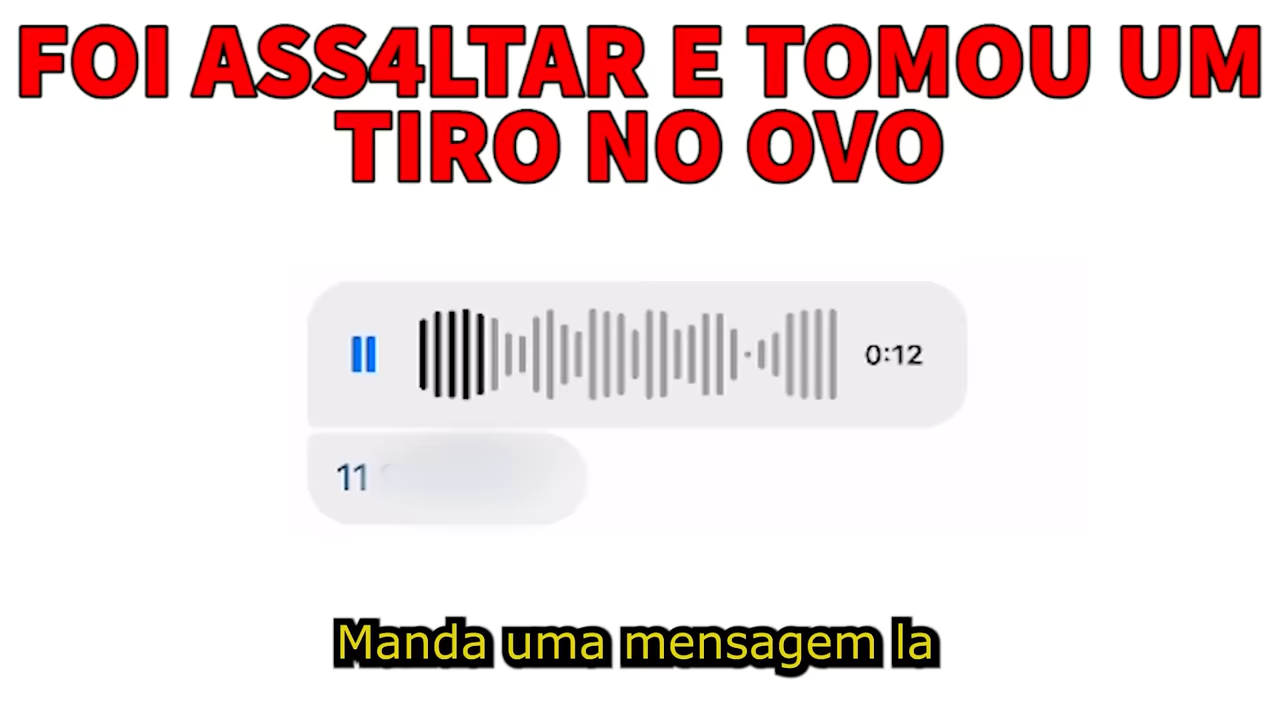 FOI ASS4LTAR E TOMOU UM
TIRO NO OVO
0:12
11
Manda uma mensagem la